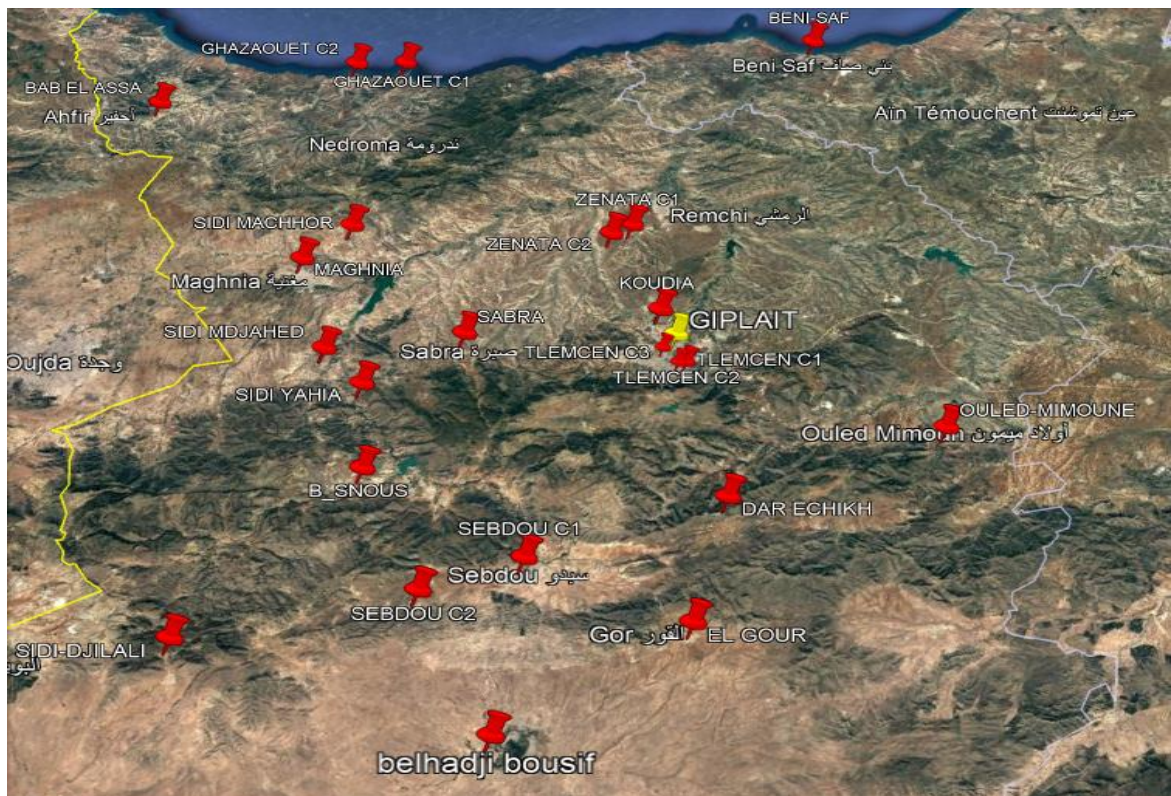 BENI SAF
GHAZAOUET C2
GHAZAOUET C1
Beni Saf بني صاف
BAB EL ASSA
Ahfir أحفير
Aïn Témouchent عين تموشنت
Nedroma ندرومة
ZENATA C1
SIDI MACHHOR
Remchi الرمشي
ZENATA C2
MAGHNIA
Maghnia مغنية
KOUDIA
SABRA
GIPLAIT
SIDI MDJAHED
Sabra صبرة
TLEMCEN C3
TLEMCEN C1
Oujda وجدة
TLEMCEN C2
SIDI YAHIA
OULED-MIMOUNE
Ouled Mimoun أولاد ميمون
B_SNOUS
DAR ECHIKH
SEBDOU C1
Sebdou سبدو
SEBDOU C2
Gor القور
EL GOUR
SIDI-DJILALI
belhadji bousif